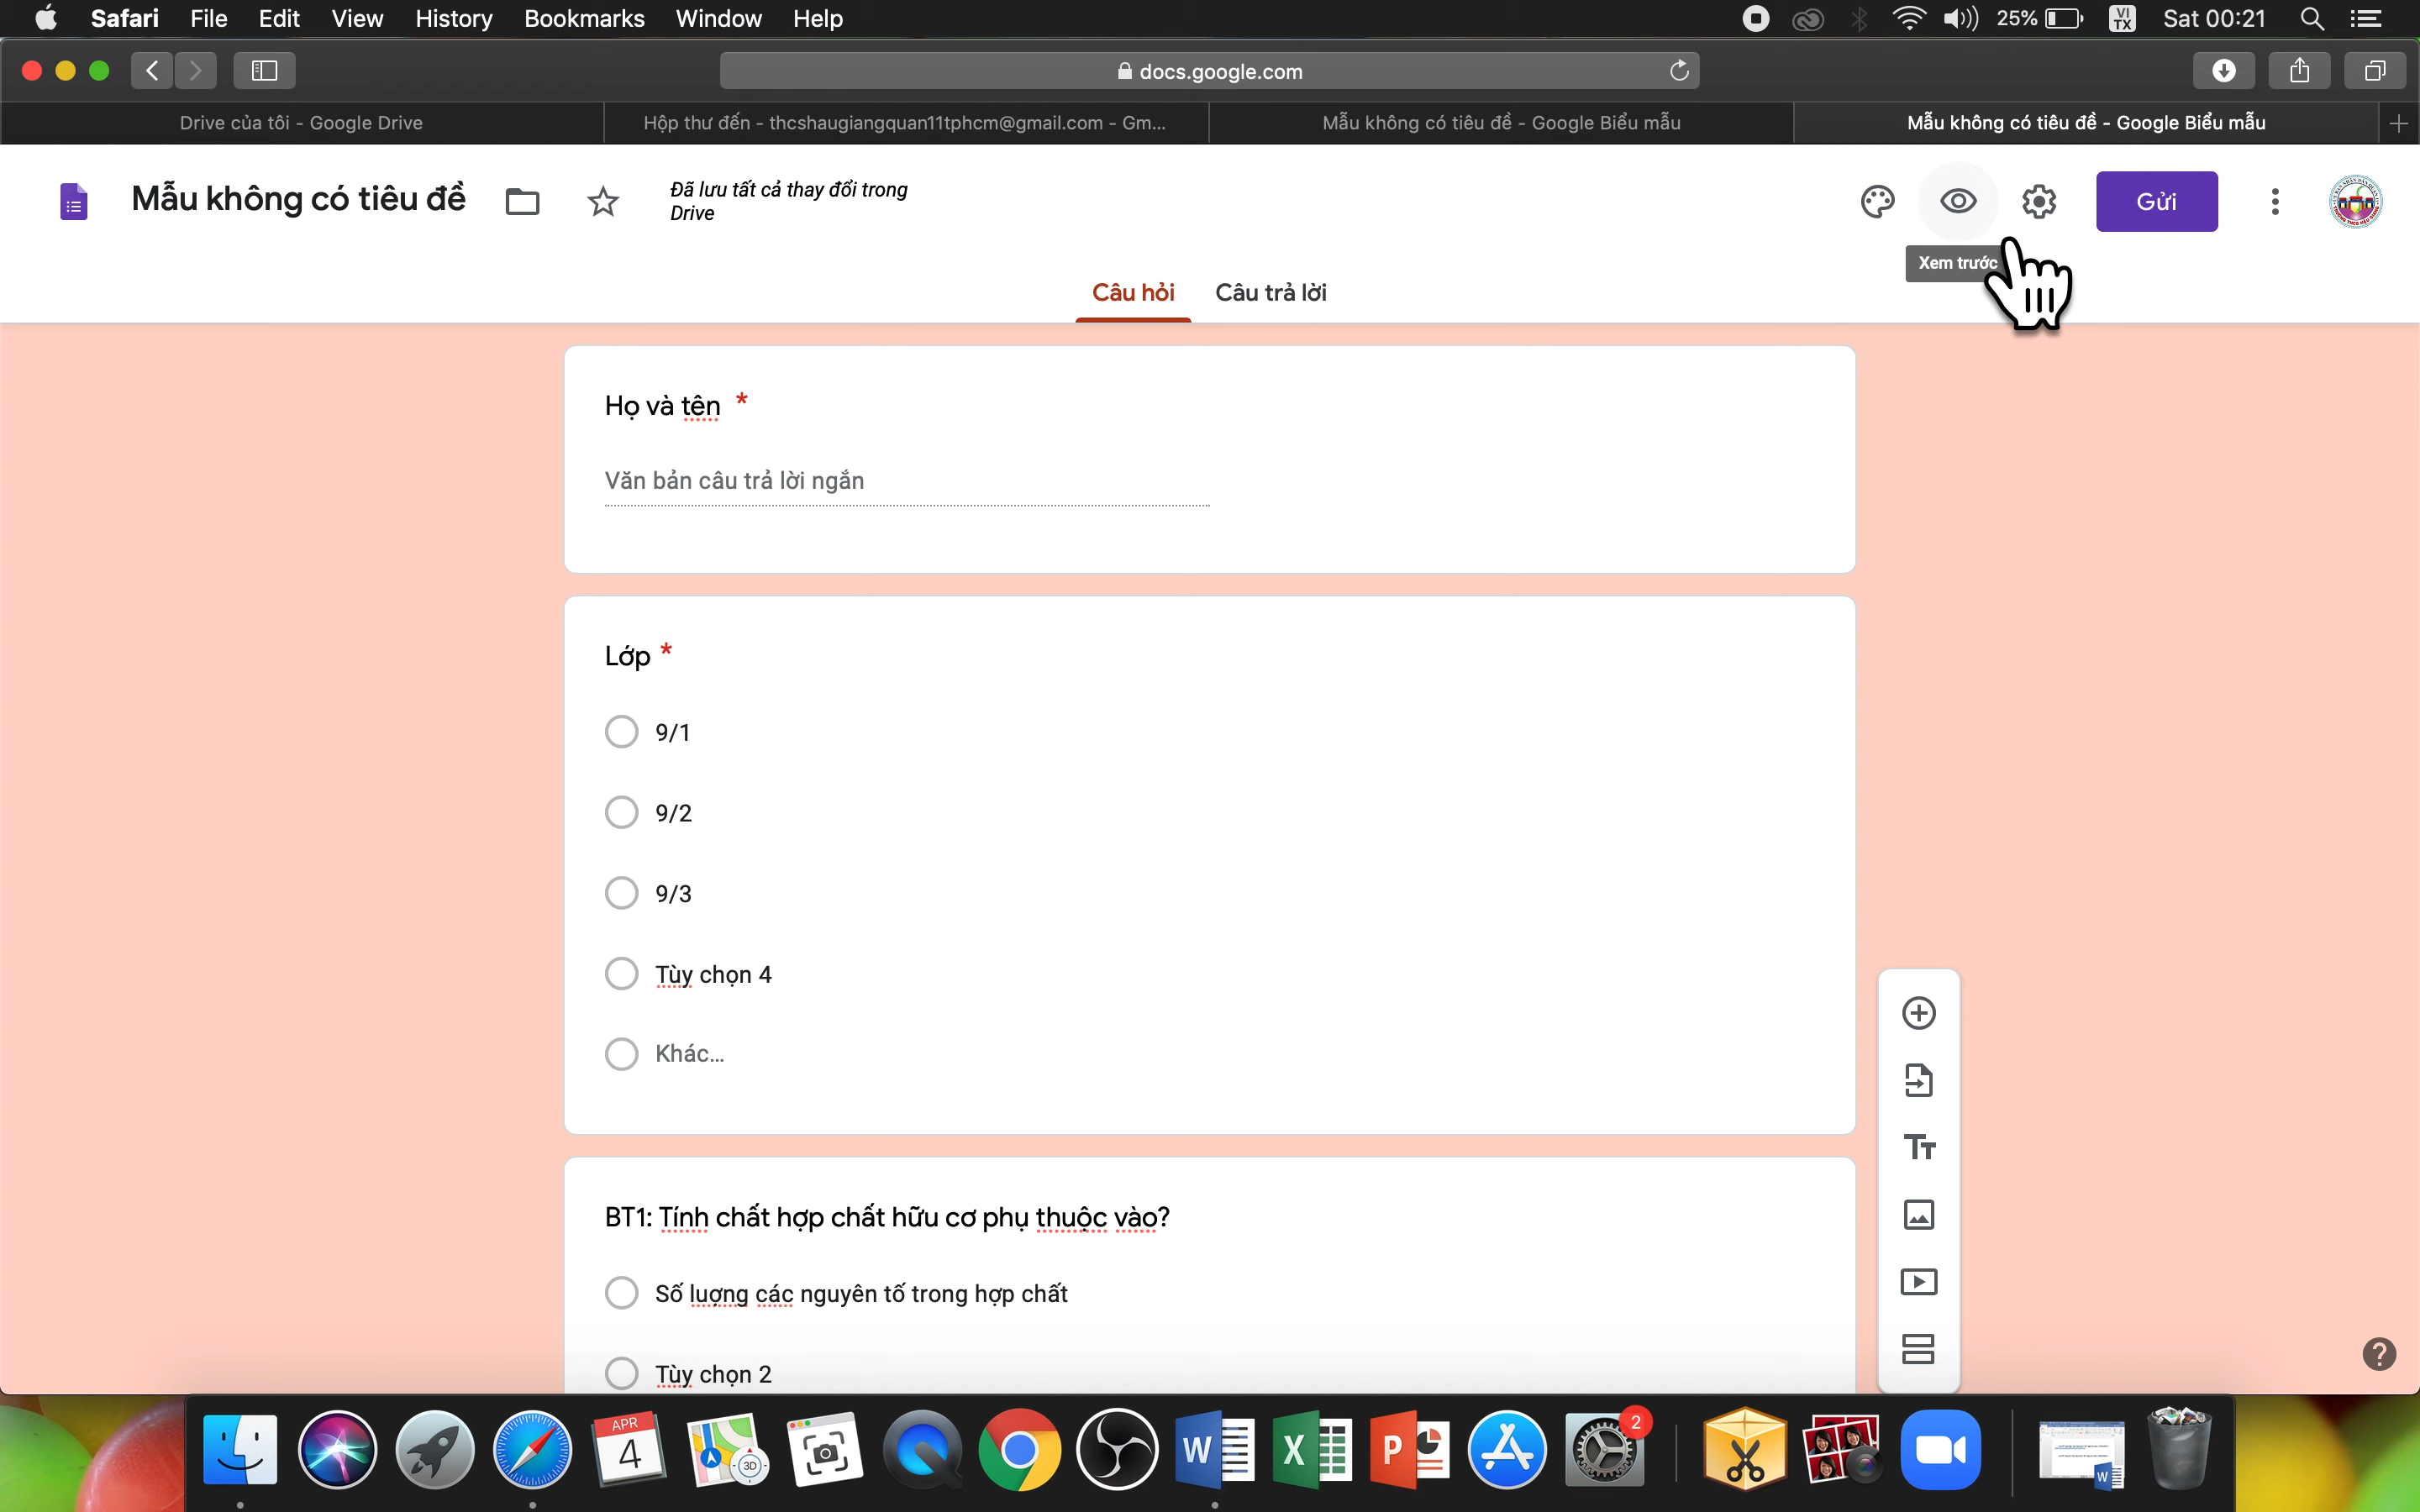 Safari File Edit View History Bookmarks Window Help 25% VI TX Sat 00:21
docs.google.com
Drive của tôi - Google Drive
Hộp thư đến - thcshaugiangquan11tphcm@gmail.com - Gm...
Mẫu không có tiêu đề - Google Biểu mẫu
Mẫu không có tiêu đề - Google Biểu mẫu
Mẫu không có tiêu đề
Đã lưu tất cả thay đổi trong
Drive
Gửi
Xem trước
Câu hỏi Câu trả lời
Họ và tên *
Văn bản câu trả lời ngắn
Lớp *
9/1
9/2
9/3
Tùy chọn 4
Khác...
Tт
BT1: Tính chất hợp chất hữu cơ phụ thuộc vào?
Số lượng các nguyên tố trong hợp chất
Tùy chọn 2
?
APR
4
3D
W
X
P
2
W